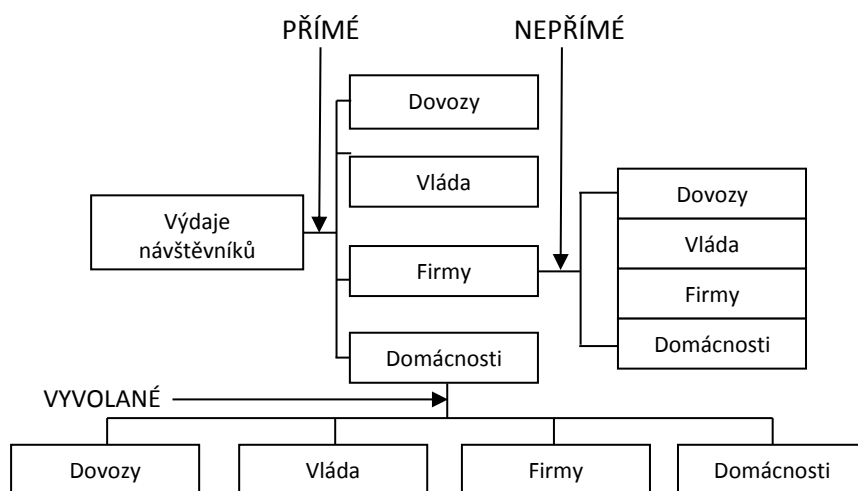 PŘÍMÉ
NEPŘÍMÉ
Dovozy
Vláda
Výdaje
návštěvníků
Firmy
Domácnosti
Dovozy
Vláda
Firmy
Domácnosti
VYVOLANÉ
Dovozy
Vláda
Firmy
Domácnosti